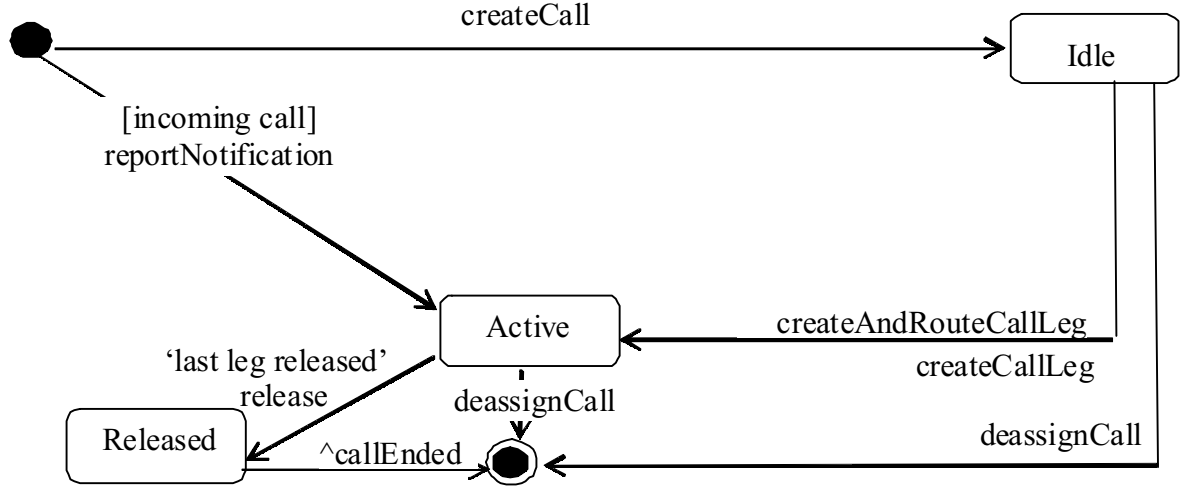 createCall
Idle
[incoming call]
reportNotification
Active
createAndRouteCallLeg
createCallLeg
‘last leg released’
release
deassignCall
Released
^callEnded
deassignCall